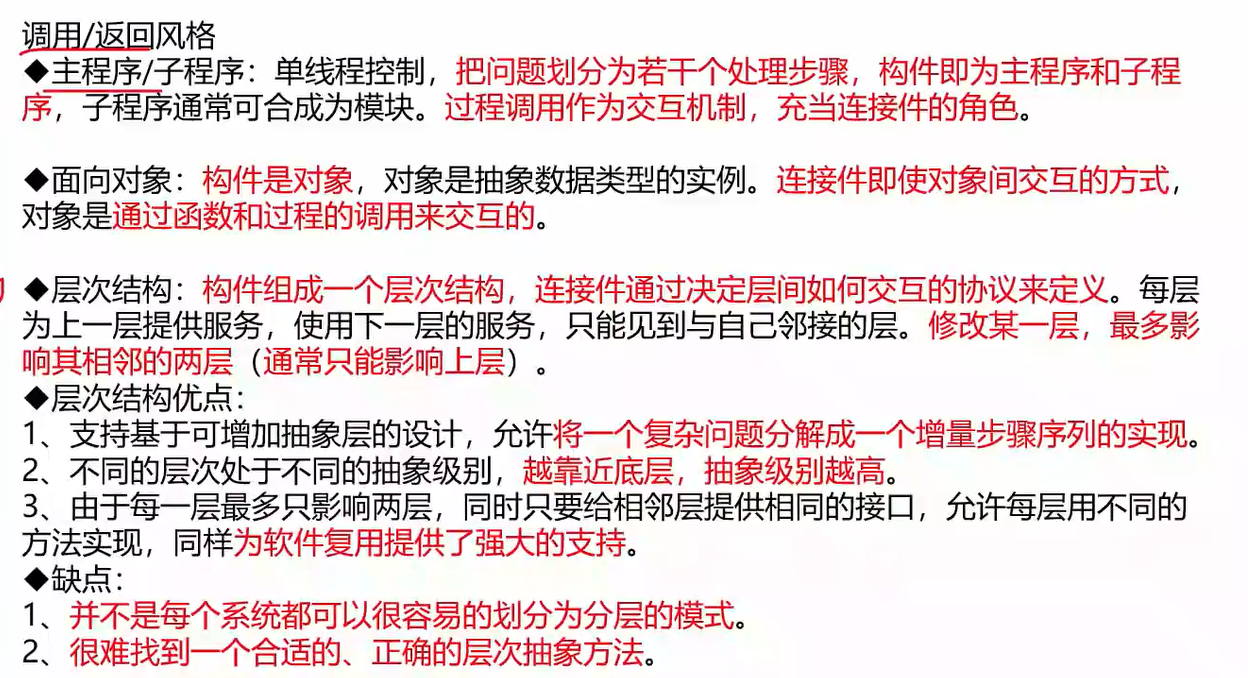 调用/返回风格
◆主程序/子程序：单线程控制，把问题划分为若干个处理步骤，构件即为主程序和子程
序，子程序通常可合成为模块。过程调用作为交互机制，充当连接件的角色。
◆面向对象：构件是对象，对象是抽象数据类型的实例。连接件即使对象间交互的方式，
对象是通过函数和过程的调用来交互的。
◆层次结构：构件组成一个层次结构，连接件通过决定层间如何交互的协议来定义。每层
为上一层提供服务，使用下一层的服务，只能见到与自己邻接的层。修改某一层，最多影
响其相邻的两层（通常只能影响上层）。
◆层次结构优点：
1、支持基于可增加抽象层的设计，允许将一个复杂问题分解成一个增量步骤序列的实现。
2、不同的层次处于不同的抽象级别，越靠近底层，抽象级别越高。
3、由于每一层最多只影响两层，同时只要给相邻层提供相同的接口，允许每层用不同的
方法实现，同样为软件复用提供了强大的支持。
◆缺点：
1、并不是每个系统都可以很容易的划分为分层的模式。
2、很难找到一个合适的、正确的层次抽象方法。